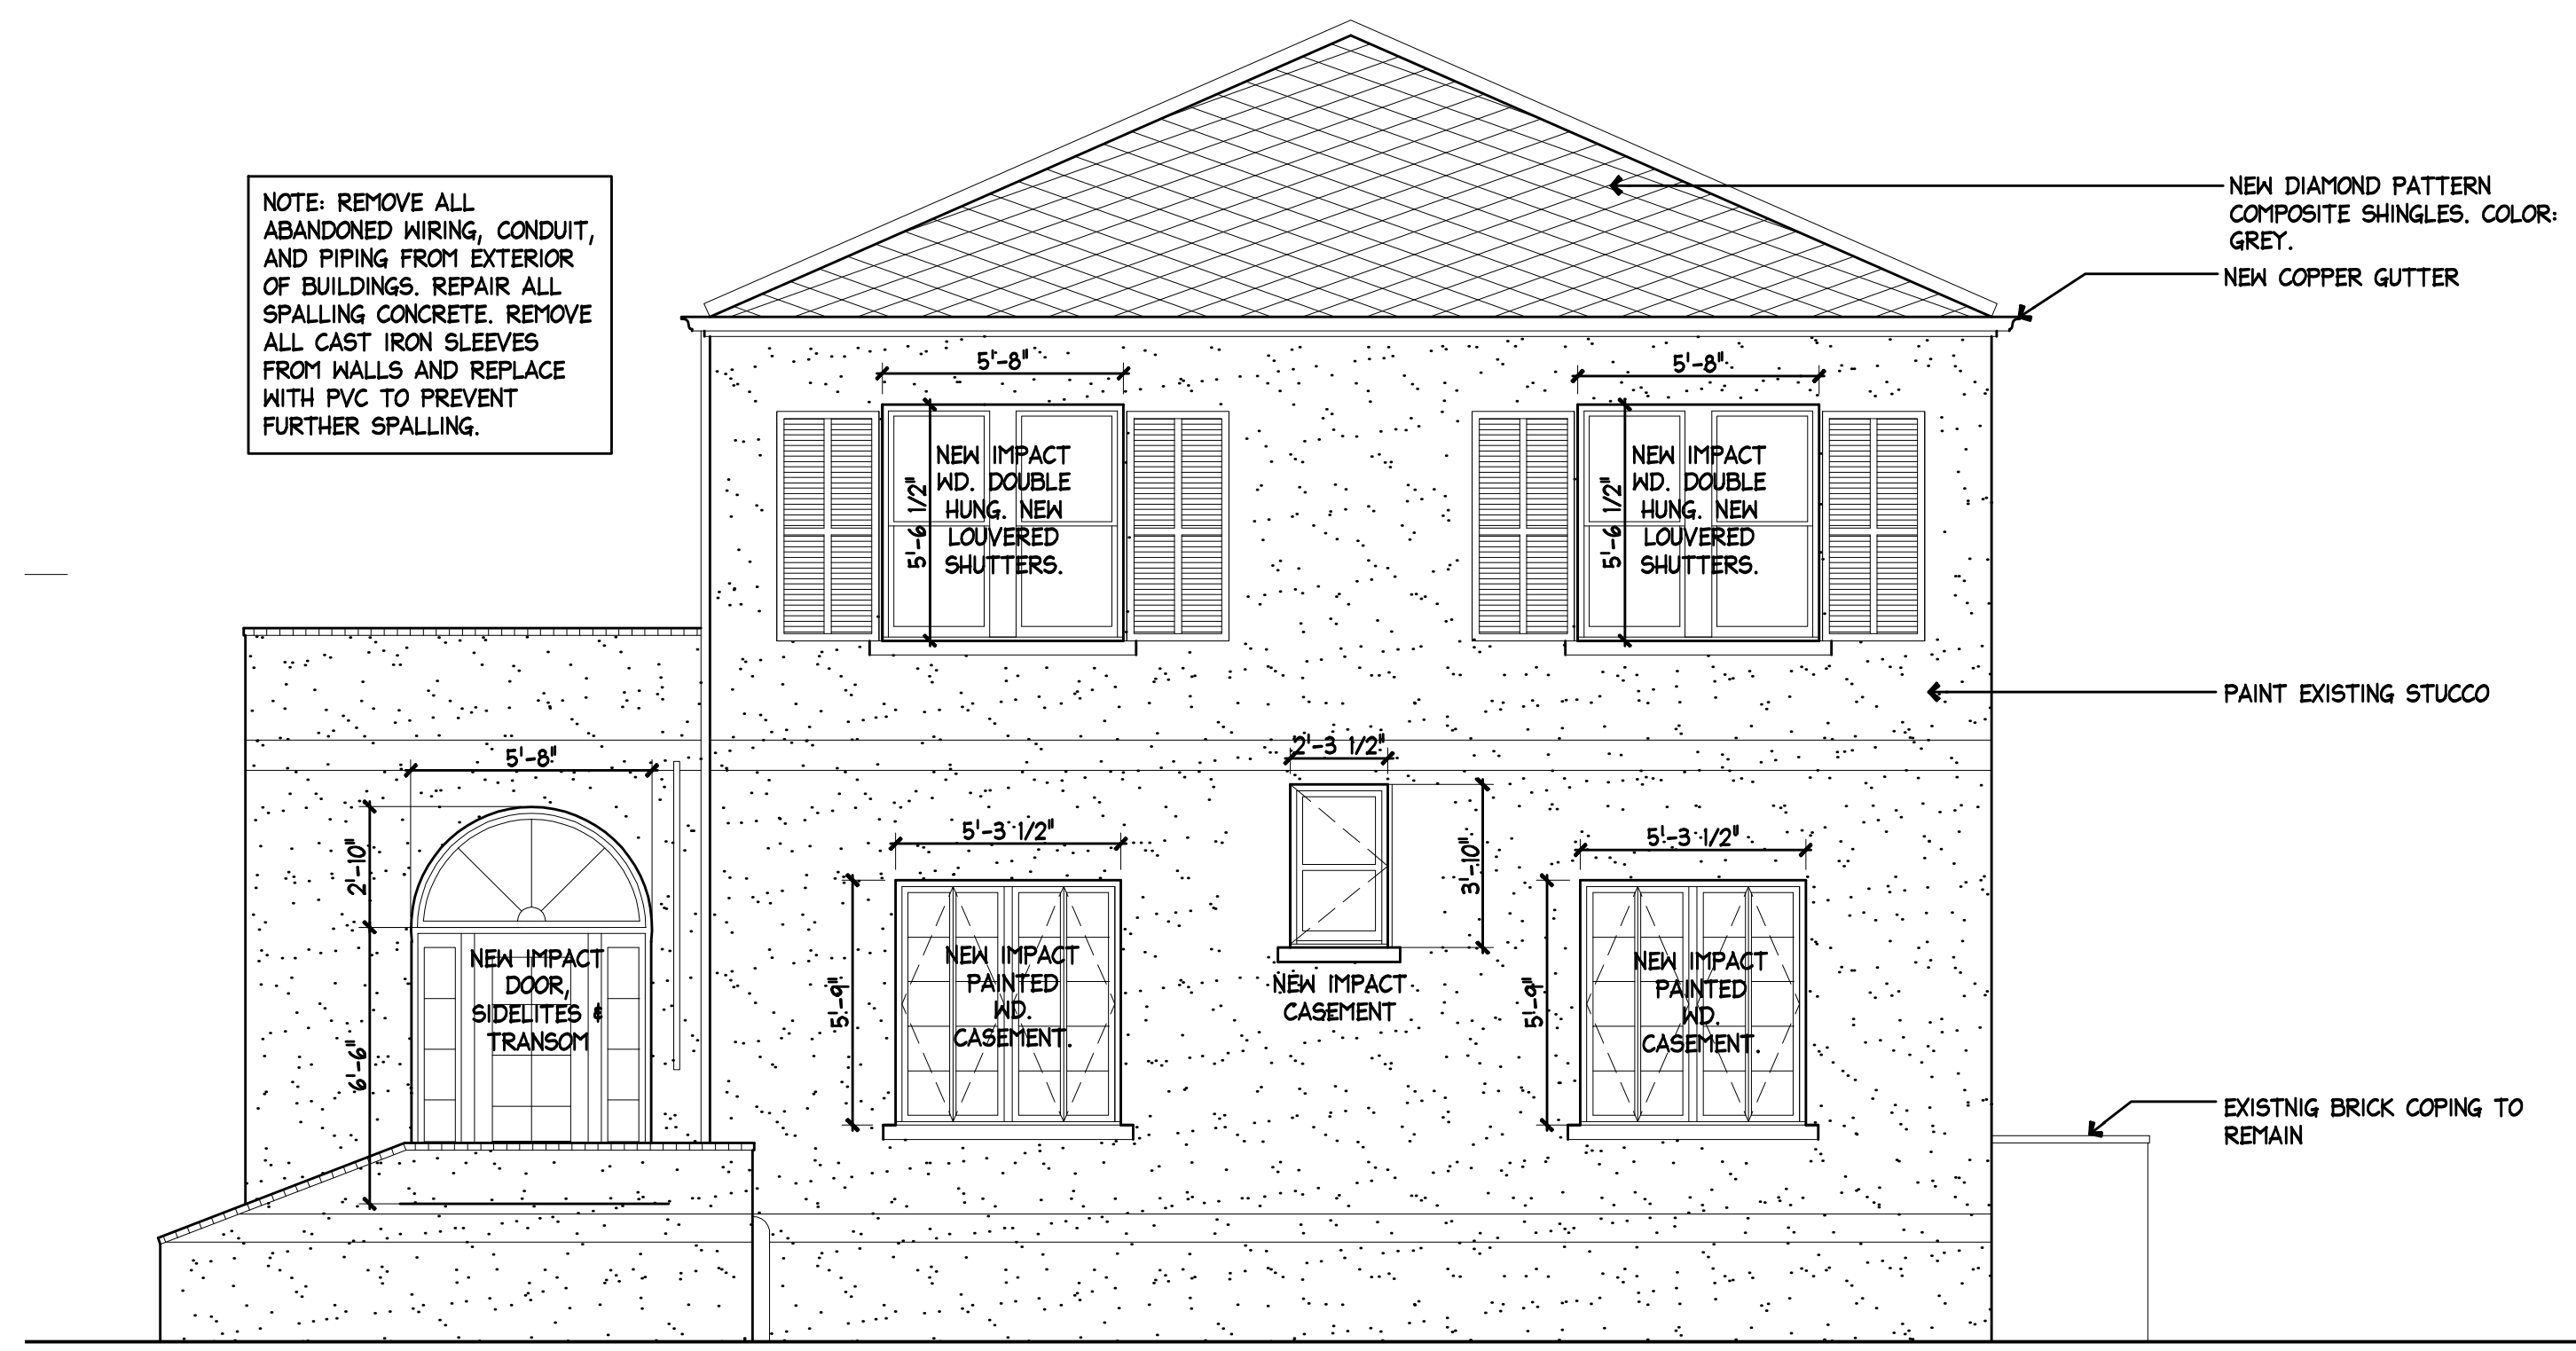 NOTE: REMOVE ALL
ABANDONED WIRING, CONDUIT,
AND PIPING FROM EXTERIOR
OF BUILDINGS. REPAIR ALL
SPALLING CONCRETE. REMOVE
ALL CAST IRON SLEEVES
FROM WALLS AND REPLACE
WITH PVC TO PREVENT
FURTHER SPALLING.
NEW DIAMOND PATTERN
COMPOSITE SHINGLES. COLOR:
GREY.
NEW COPPER GUTTER
5'-8"
5'-6 1/2"
NEW IMPACT
WD. DOUBLE
HUNG. NEW
LOUVERED
SHUTTERS.
5'-8"
5'-6 1/2"
NEW IMPACT
WD. DOUBLE
HUNG. NEW
LOUVERED
SHUTTERS.
PAINT EXISTING STUCCO
5'-8"
2'-10"
6'-6"
NEW IMPACT
DOOR,
SIDELITES &
TRANSOM
5'-3 1/2"
5'-9"
NEW IMPACT
PAINTED
WD.
CASEMENT.
2'-3 1/2"
3'-10"
NEW IMPACT
CASEMENT
5'-3 1/2"
5'-9"
NEW IMPACT
PAINTED
WD.
CASEMENT.
EXISTNIG BRICK COPING TO
REMAIN